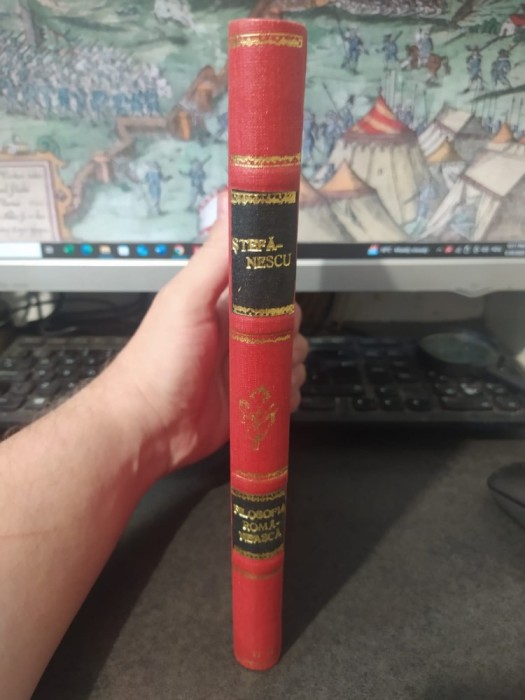 ȘTEFĂ-
NESCU
FILOSOFIA
ROMÂ-
NEASCĂ